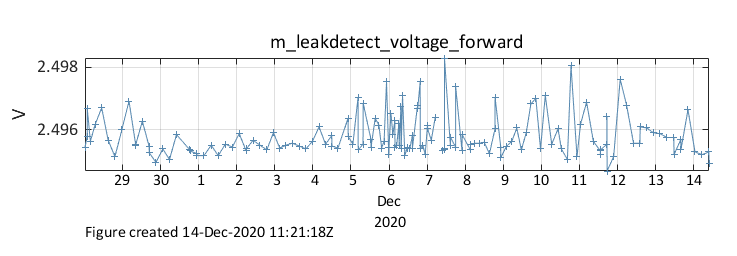 m_leakdetect_voltage_forward
2.498
V
2.496
29 30 1 2 3 4 5 6 7 8 9 10 11 12 13 14
Dec
2020
Figure created 14-Dec-2020 11:21:18Z